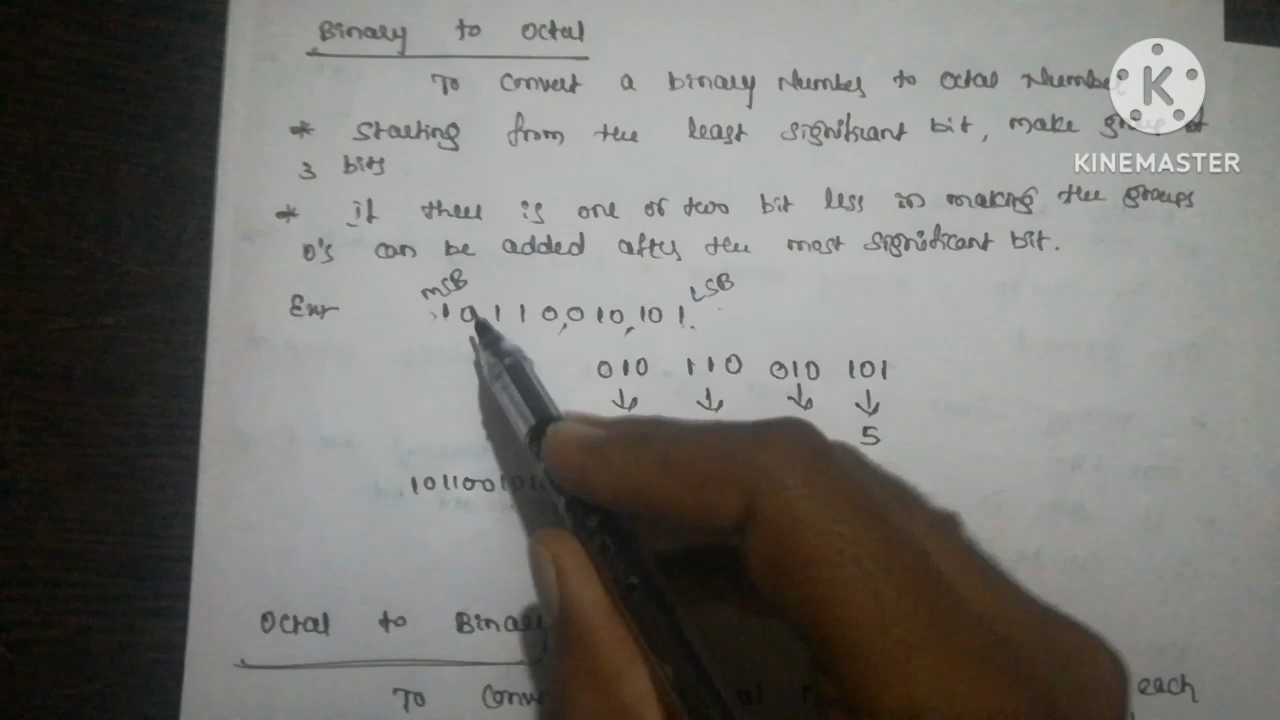 Binary to Octal
To convert a binary Number to octal Number
* Starting from the least significant bit, make group of
3 bits
* If there is one or two bit less in making the groups
0's can be added after the most significant bit.
MSB LSB
10110,010,101.
010 110 010 101
5
101100101
Octal to Binary
To
each
K
KINEMASTER